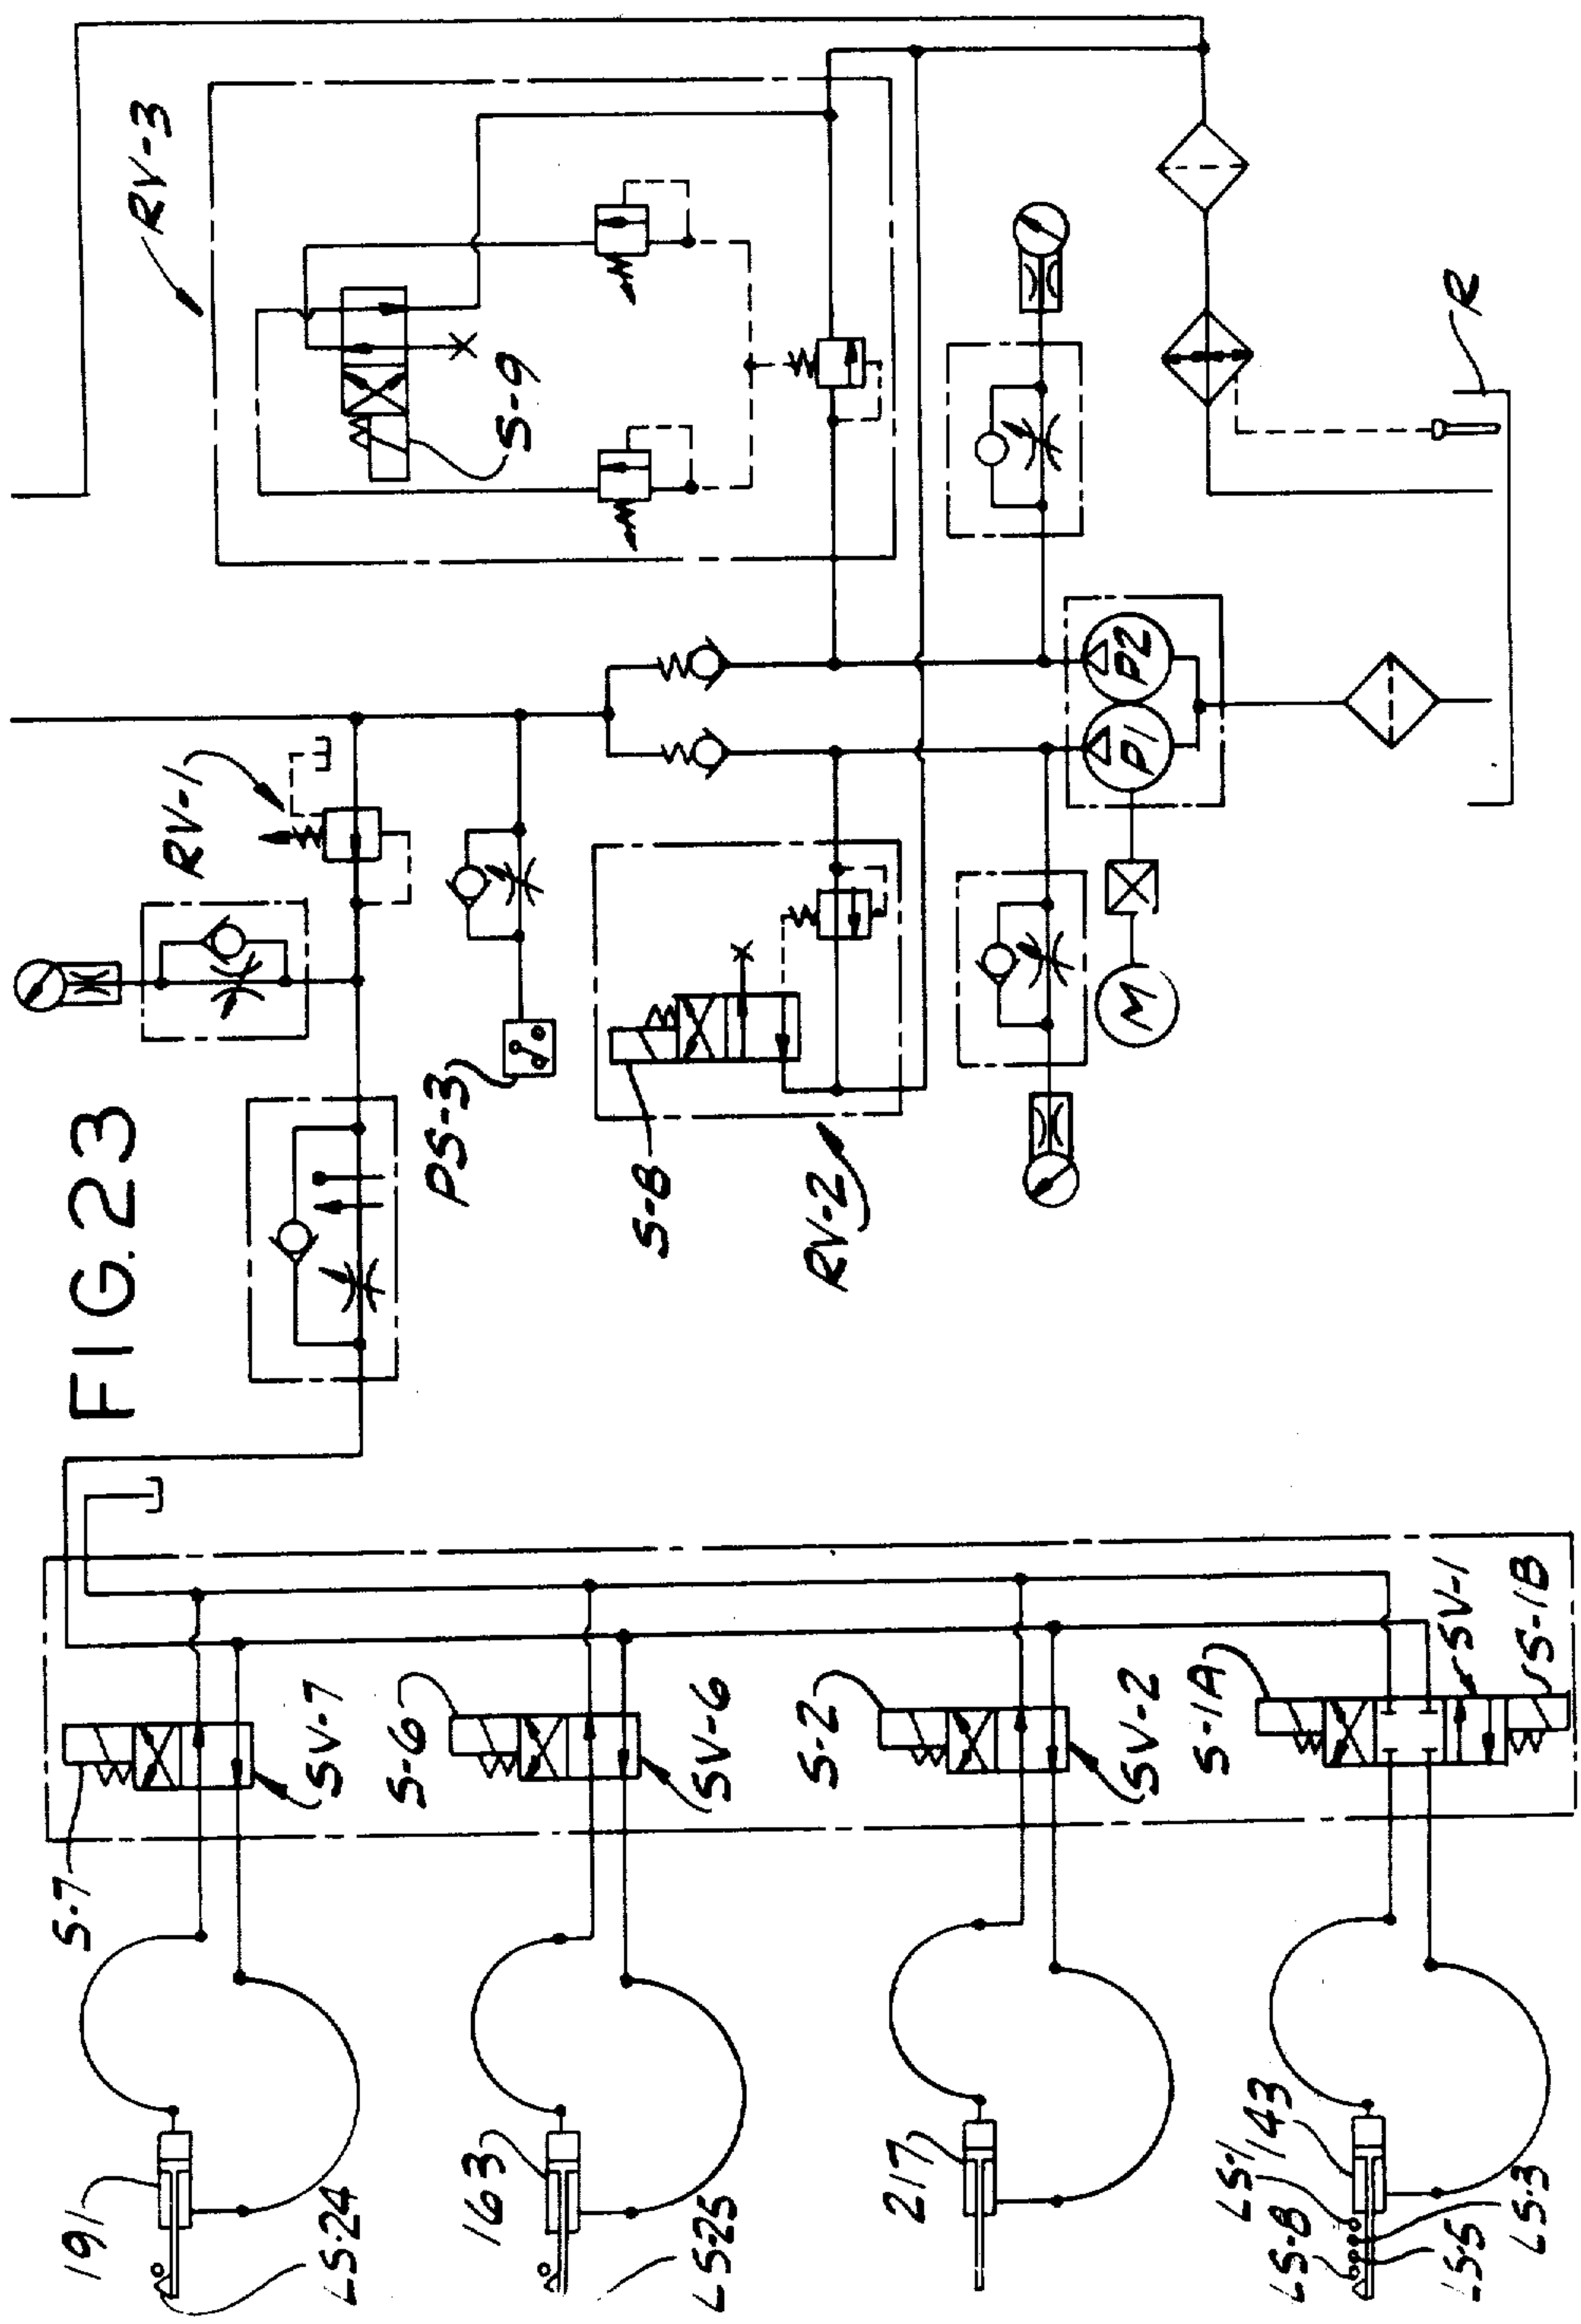 FIG.23
RV-3
S-9
R
RV-1
PS-3
S-8
RV-2
P1
P2
M
S-7
SV-7
S-6
SV-6
S-2
SV-2
S-1A
SV-1
S-1B
191
LS-24
163
LS-25
217
LS-1
143
LS-8
LS-5
LS-3